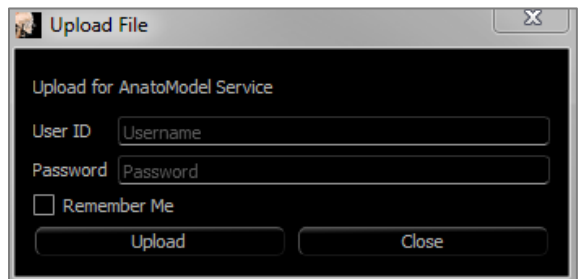 Upload File
Upload for AnatoModel Service
User ID Username
Password Password
Remember Me
Upload Close